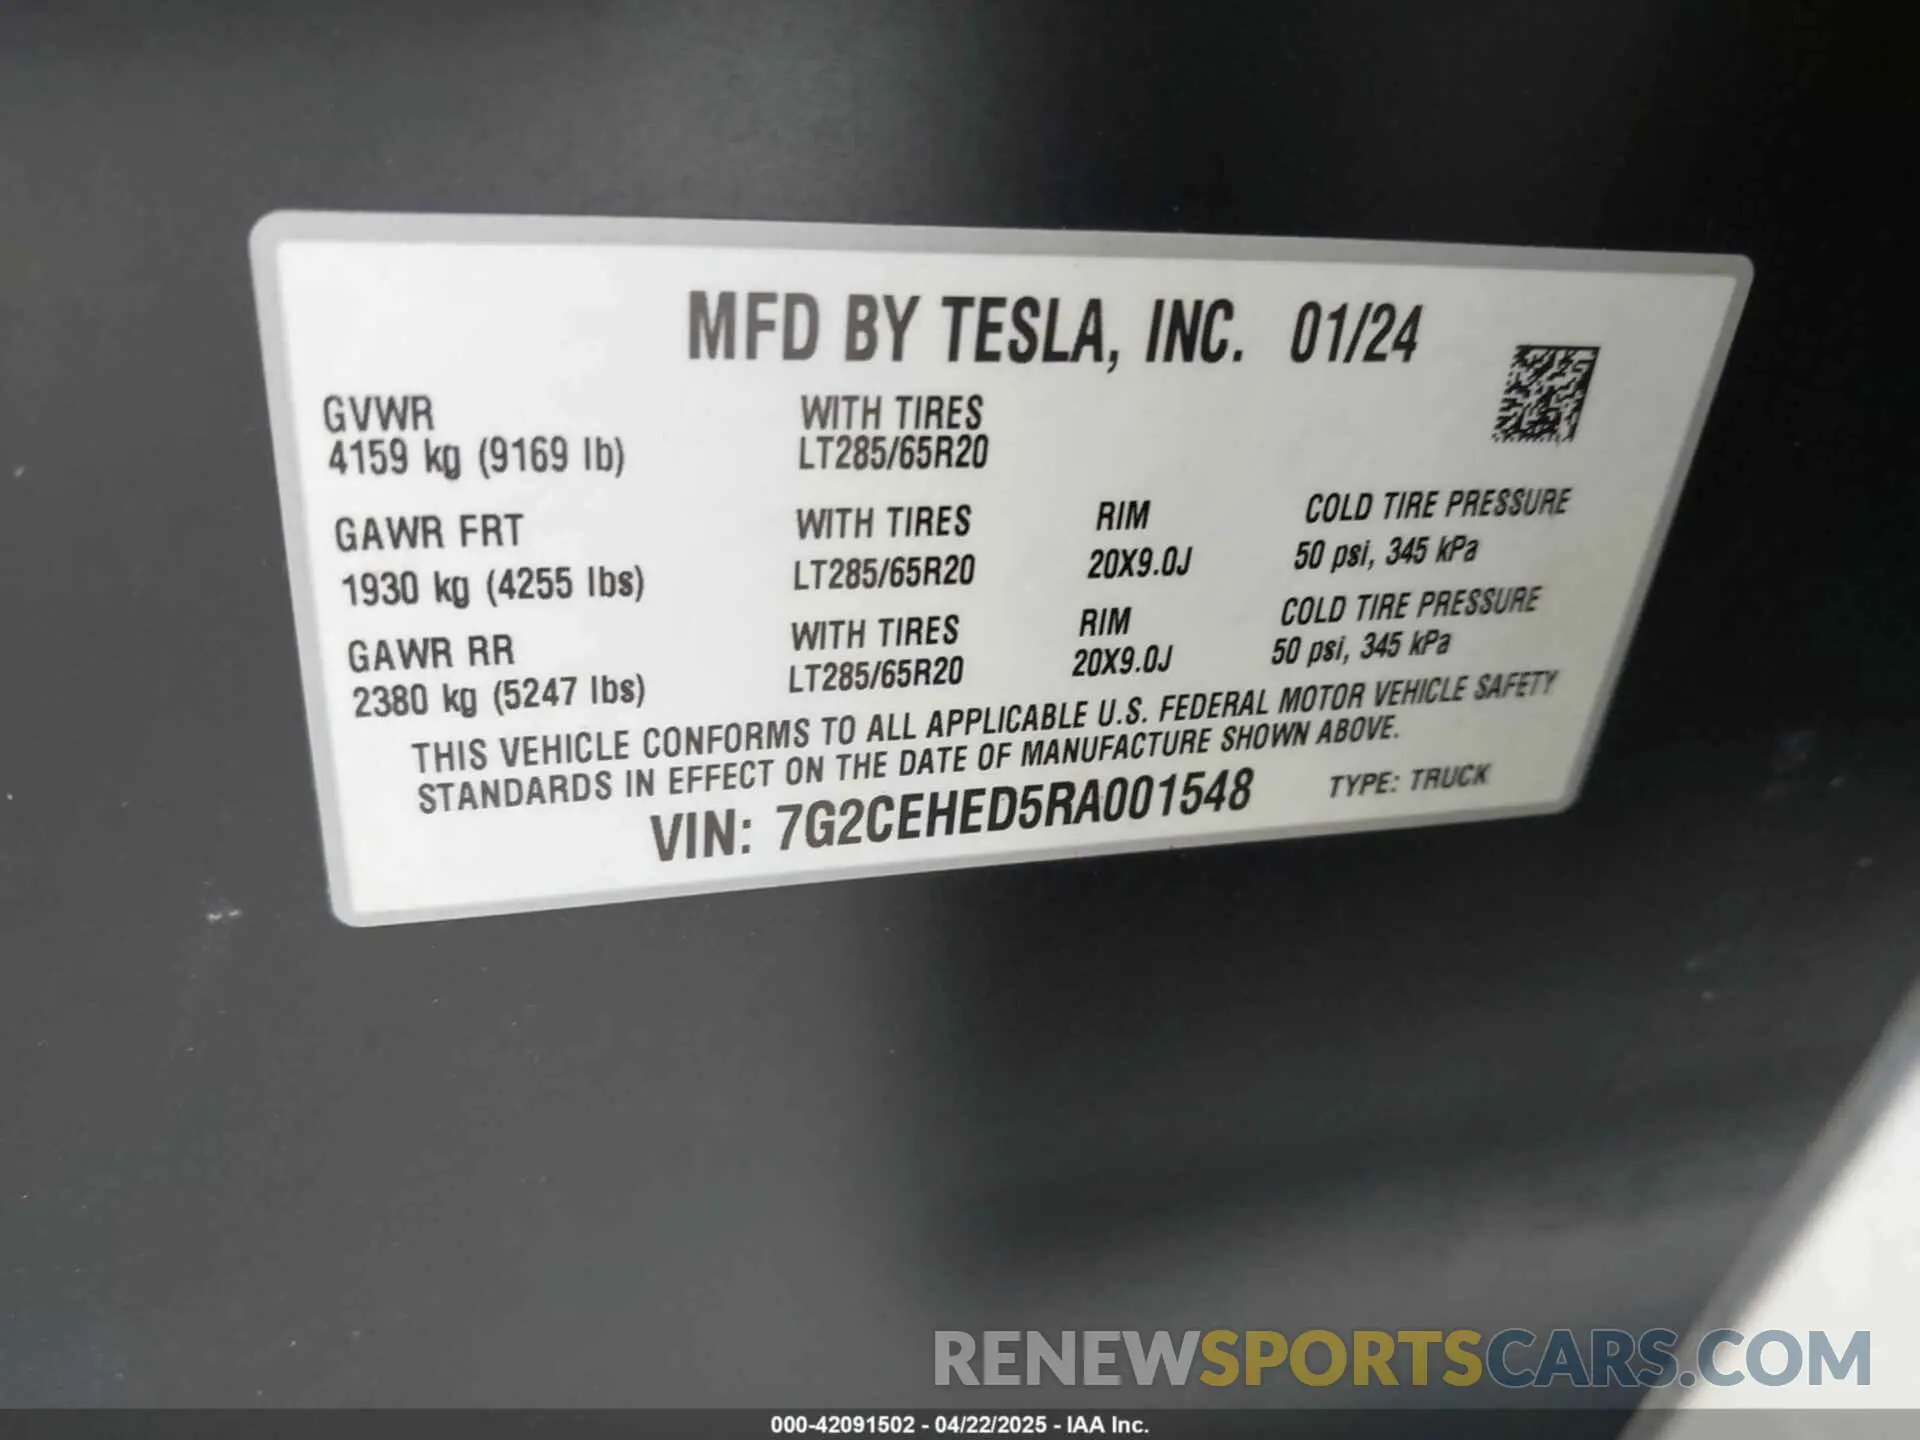 MFD BY TESLA, INC. 01/24
GVWR WITH TIRES
4159 kg (9169 lb) LT285/65R20
GAWR FRT WITH TIRES RIM COLD TIRE PRESSURE
1930 kg (4255 lbs) LT285/65R20 20X9.0J 50 psi, 345 kPa
GAWR RR WITH TIRES RIM COLD TIRE PRESSURE
2380 kg (5247 lbs) LT285/65R20 20X9.0J 50 psi, 345 kPa
THIS VEHICLE CONFORMS TO ALL APPLICABLE U.S. FEDERAL MOTOR VEHICLE SAFETY
STANDARDS IN EFFECT ON THE DATE OF MANUFACTURE SHOWN ABOVE.
VIN: 7G2CEHED5RA001548 TYPE: TRUCK
RENEWSPORTSCARS.COM
000-42091502 - 04/22/2025 - IAA Inc.